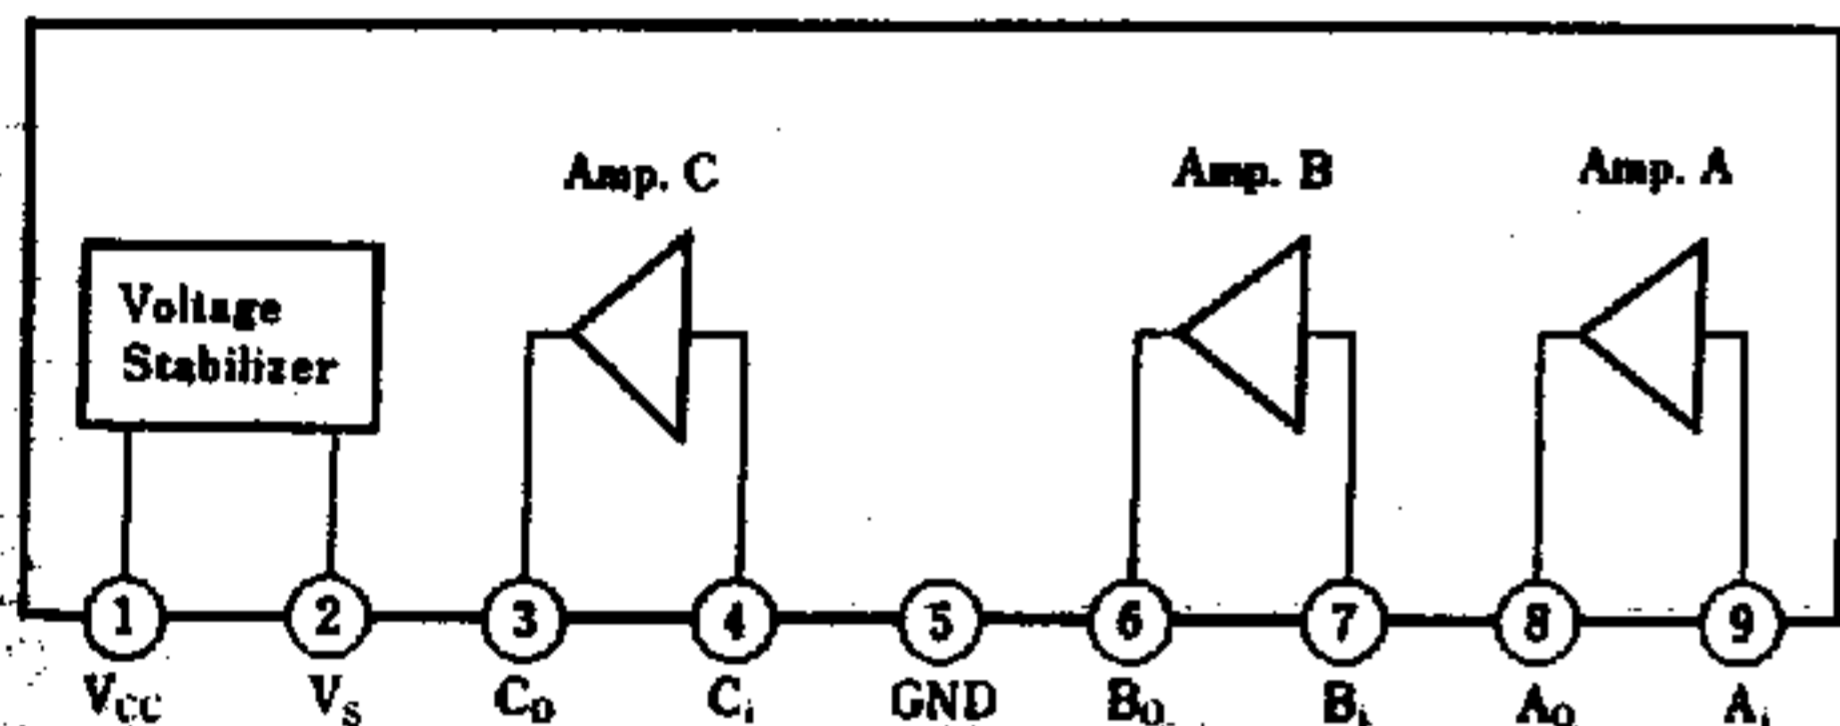 Amp. C
Amp. B
Amp. A
Voltage
Stabilizer
1
2
3
4
5
6
7
8
9
VCC
VS
CO
Ci
GND
BO
Bi
AO
Ai